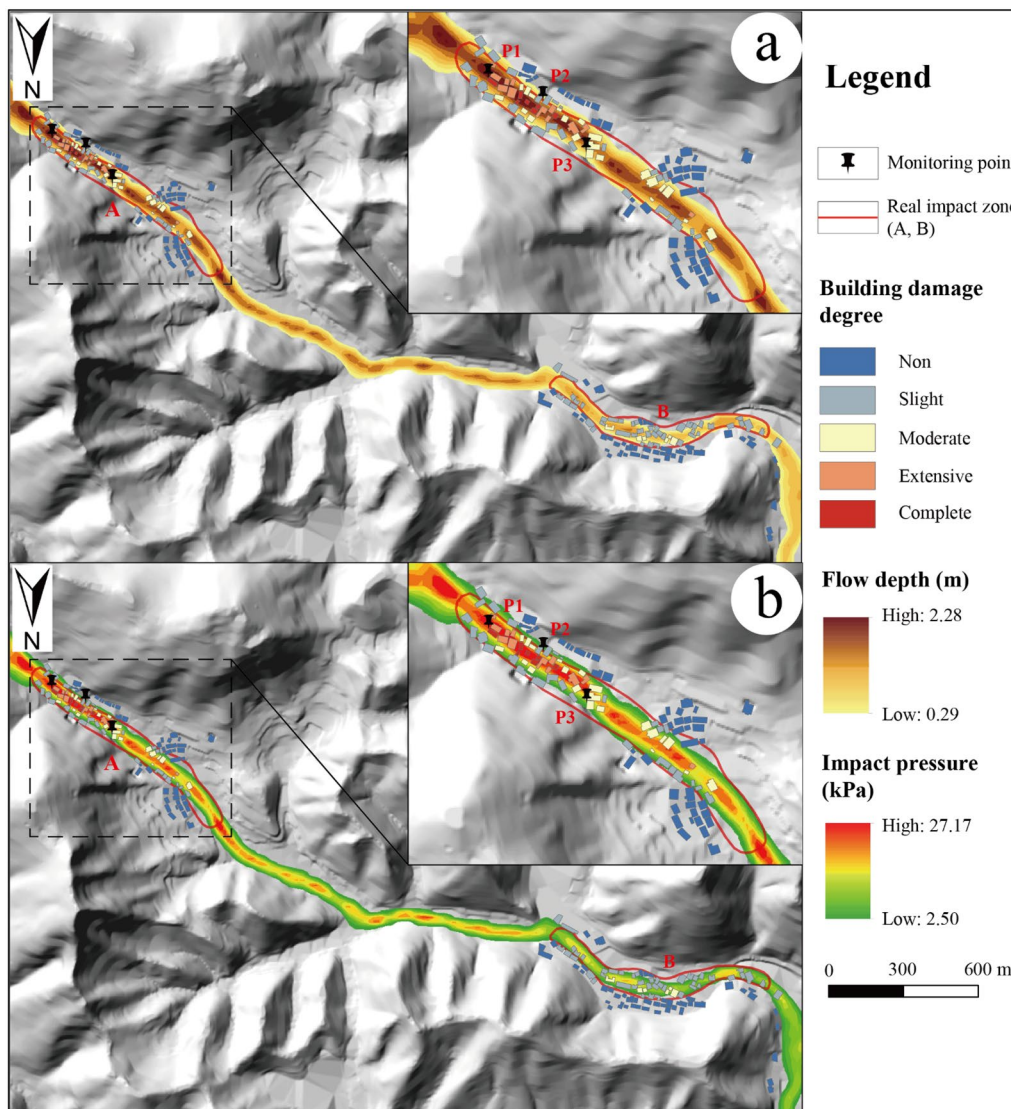 N
A
B
P1
P2
P3
a
N
A
B
P1
P2
P3
b
Legend
Monitoring point
Real impact zone
(A, B)
Building damage
degree
Non
Slight
Moderate
Extensive
Complete
Flow depth (m)
High: 2.28
Low: 0.29
Impact pressure
(kPa)
High: 27.17
Low: 2.50
0 300 600 m